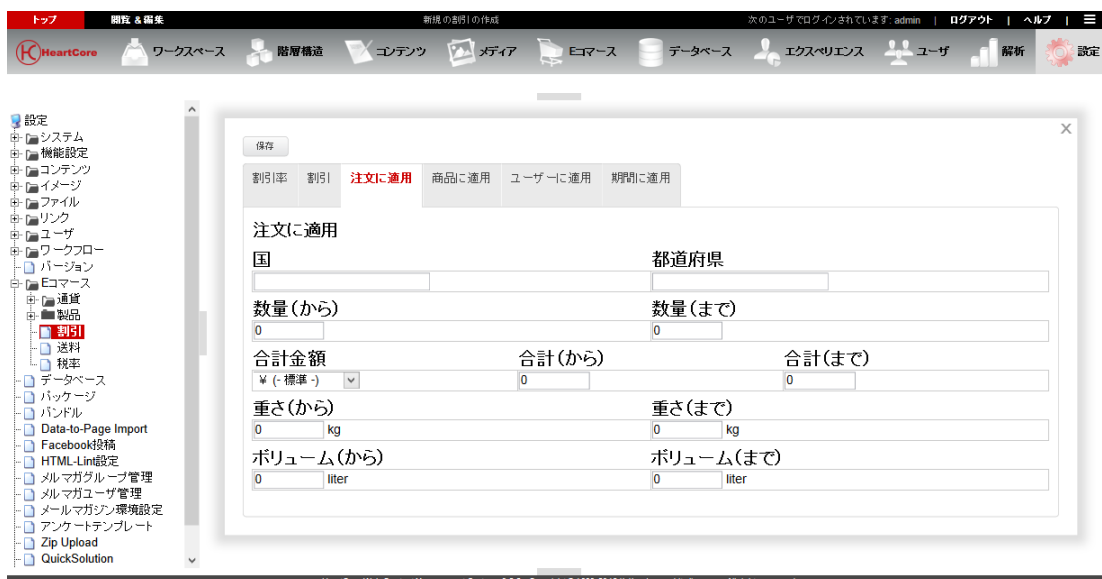 トップ 閲覧 & 編集 新規の割引の作成 次のユーザでログインされています: admin | ログアウト | ヘルプ |
HeartCore ワークスペース 階層構造 コンテンツ メディア Eコマース データベース エクスペリエンス ユーザ 解析 設定
設定
システム
機能設定
コンテンツ
イメージ
ファイル
リンク
ユーザ
ワークフロー
バージョン
Eコマース
通貨
製品
割引
送料
税率
データベース
パッケージ
バンドル
Data-to-Page Import
Facebook投稿
HTML-Lint設定
メルマガグループ管理
メルマガユーザ管理
メールマガジン環境設定
アンケートテンプレート
Zip Upload
QuickSolution
保存
割引率 割引 注文に適用 商品に適用 ユーザーに適用 期間に適用
注文に適用
国 都道府県
数量(から) 数量(まで)
0 0
合計金額 合計(から) 合計(まで)
¥ (- 標準 -) 0 0
重さ(から) 重さ(まで)
0 kg 0 kg
ボリューム(から) ボリューム(まで)
0 liter 0 liter